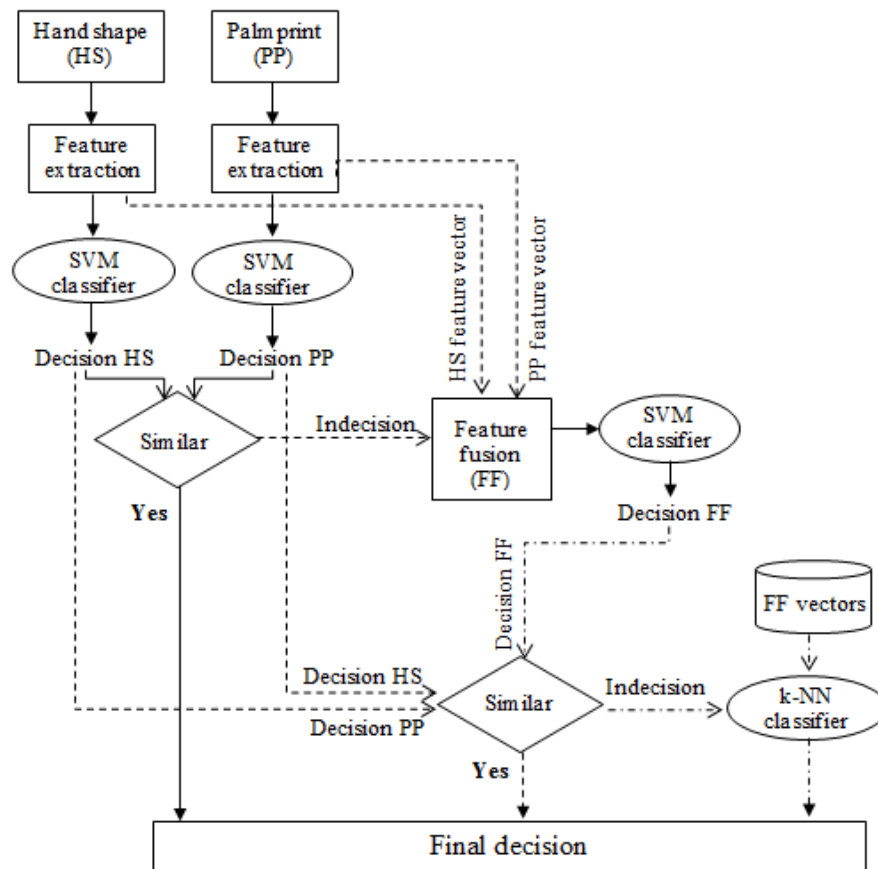 Hand shape
(HS)
Palmprint
(PP)
Feature
extraction
Feature
extraction
SVM
classifier
SVM
classifier
HS feature vector
PP feature vector
Decision HS
Decision PP
Similar
Indecision
Feature
fusion
(FF)
SVM
classifier
Yes
Decision FF
Decision FF
FF vectors
Decision HS
Decision PP
Similar
Indecision
k-NN
classifier
Yes
Final decision